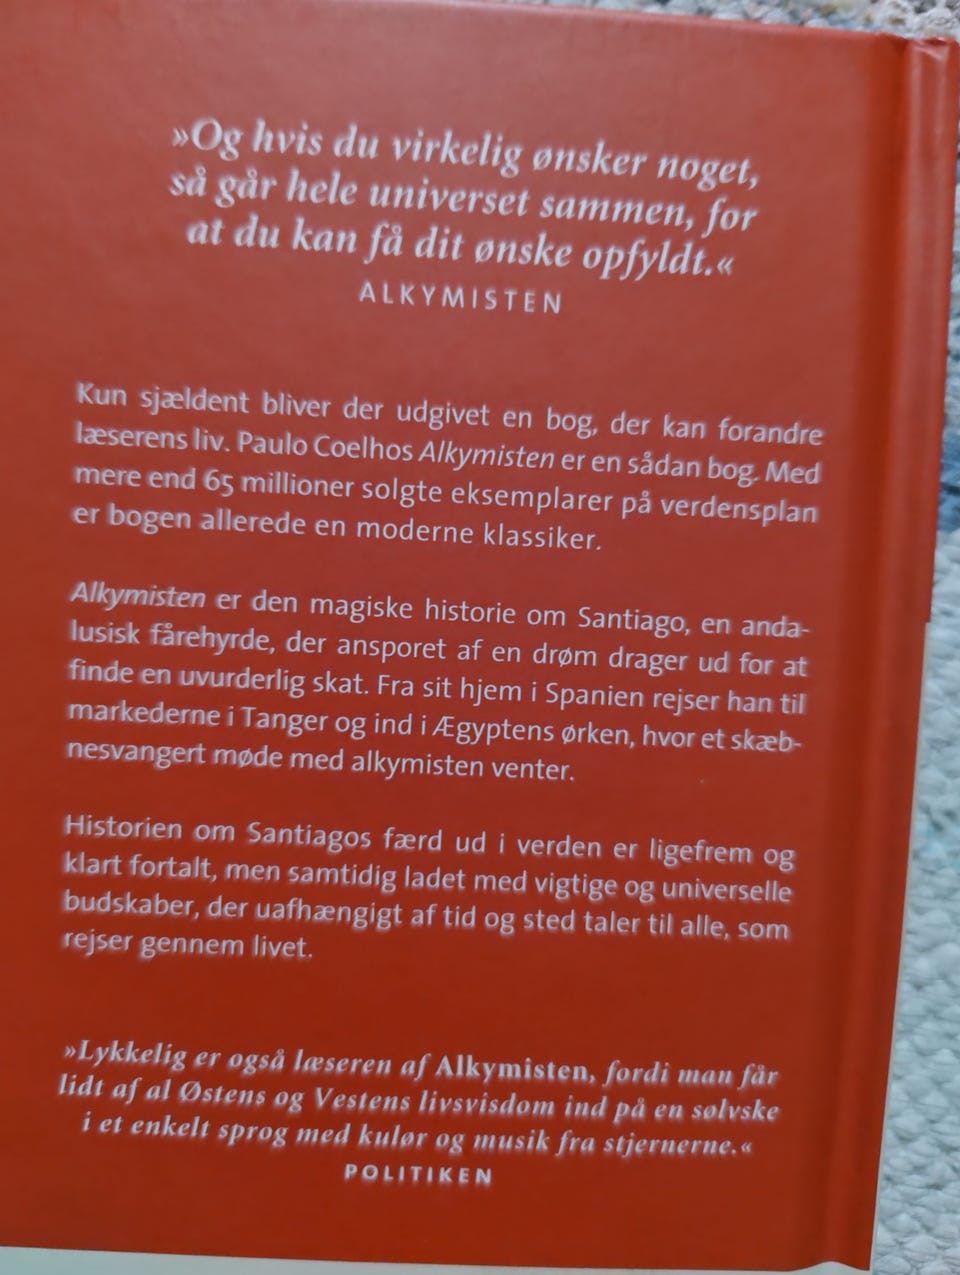 »Og hvis du virkelig ønsker noget,
så går hele universet sammen, for
at du kan få dit ønske opfyldt.«
ALKYMISTEN
Kun sjældent bliver der udgivet en bog, der kan forandre
læserens liv. Paulo Coelhos Alkymisten er en sådan bog. Med
mere end 65 millioner solgte eksemplarer på verdensplan
er bogen allerede en moderne klassiker.
Alkymisten er den magiske historie om Santiago, en anda-
lusisk fårehyrde, der ansporet af en drøm drager ud for at
finde en uvurderlig skat. Fra sit hjem i Spanien rejser han til
markederne i Tanger og ind i Ægyptens ørken, hvor et skæb-
nesvangert møde med alkymisten venter.
Historien om Santiagos færd ud i verden er ligefrem og
klart fortalt, men samtidig ladet med vigtige og universelle
budskaber, der uafhængigt af tid og sted taler til alle, som
rejser gennem livet.
»Lykkelig er også læseren af Alkymisten, fordi man får
lidt af al Østens og Vestens livsvisdom ind på en sølvske
i et enkelt sprog med kulør og musik fra stjernerne.«
POLITIKEN